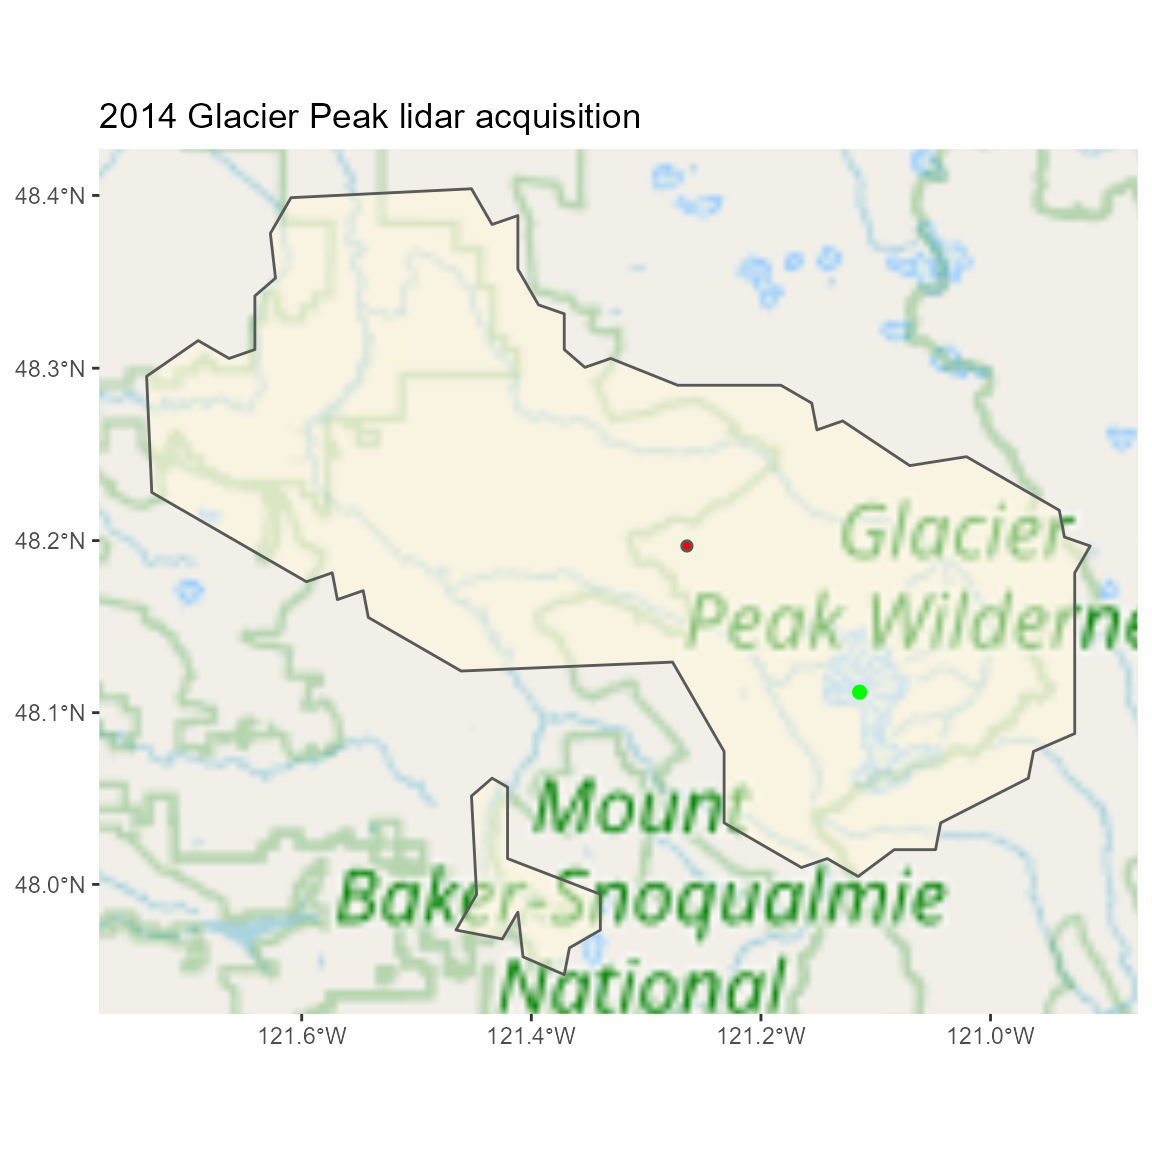 2014 Glacier Peak lidar acquisition
48.4°N
48.3°N
48.2°N
48.1°N
48.0°N
Glacier
Peak Wilderne
Mount
Baker-Snoqualmie
National
121.6°W
121.4°W
121.2°W
121.0°W